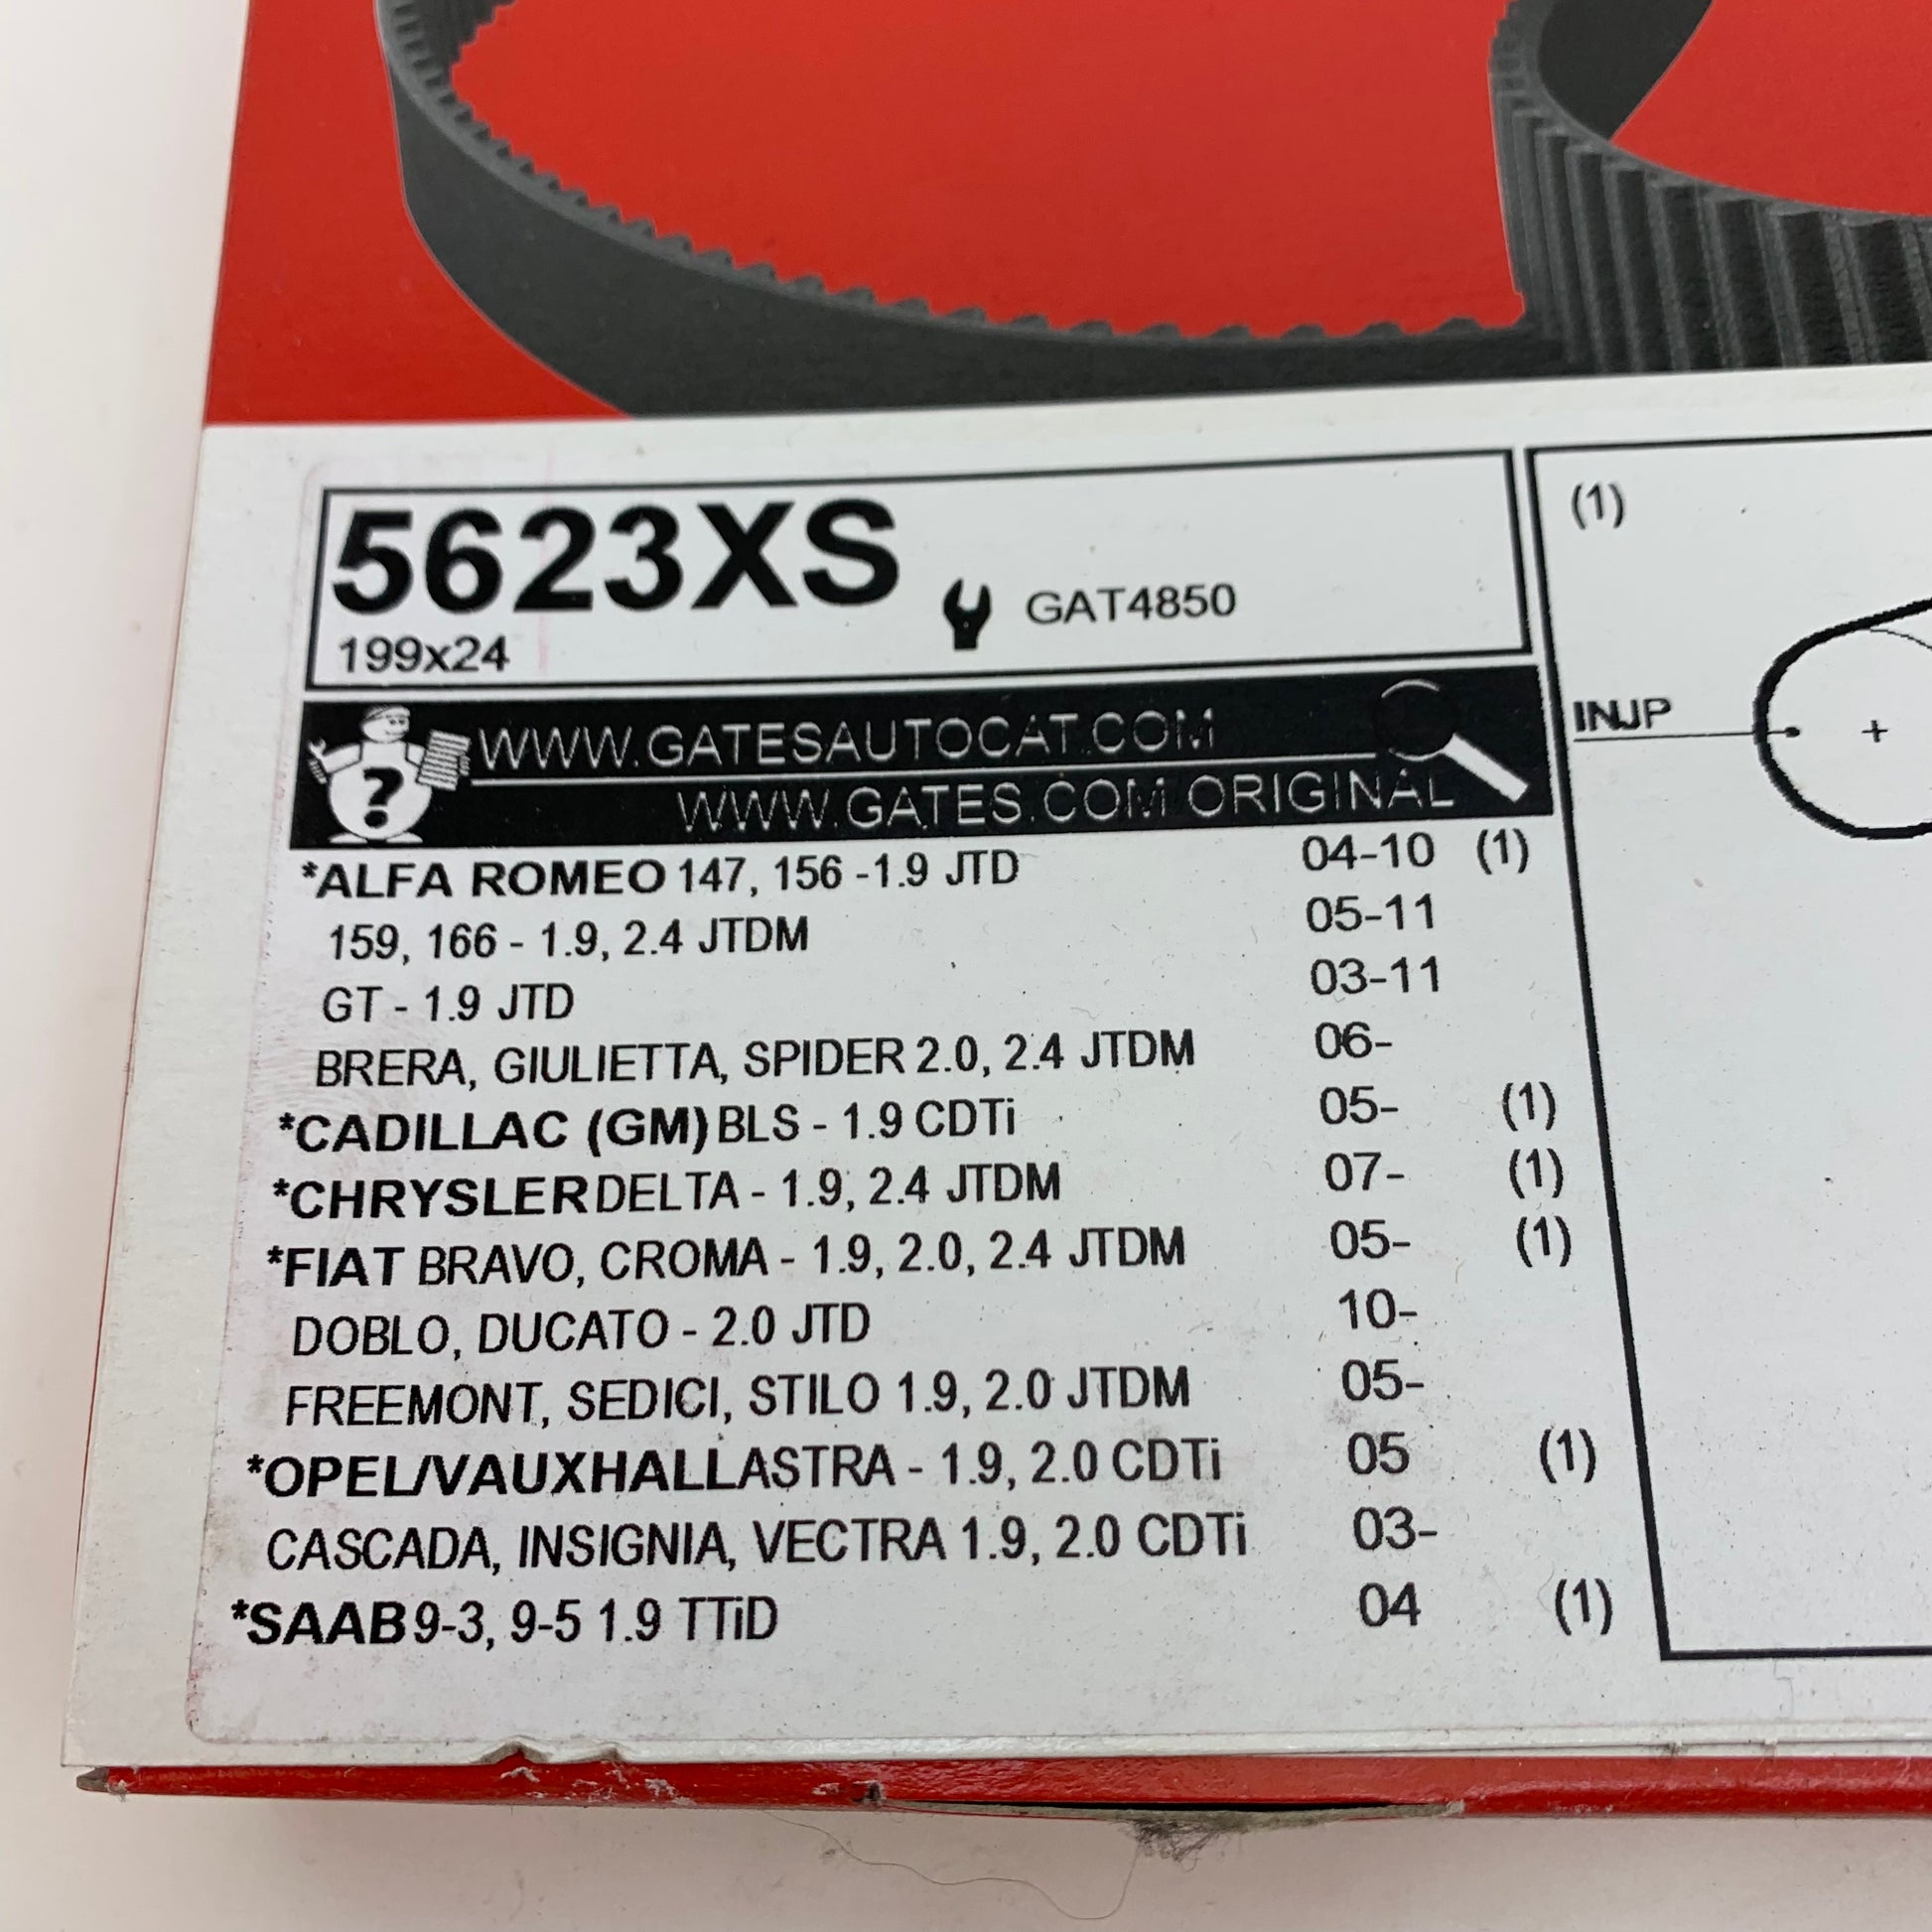 5623XS
GAT4850
199x24
?
WWW.GATESAUTOCAT.COM
WWW.GATES.COM ORIGINAL
*ALFA ROMEO 147, 156 -1.9 JTD 04-10 (1)
159, 166 - 1.9, 2.4 JTDM 05-11
GT - 1.9 JTD 03-11
BRERA, GIULIETTA, SPIDER 2.0, 2.4 JTDM 06-
*CADILLAC (GM) BLS - 1.9 CDTi 05- (1)
*CHRYSLER DELTA - 1.9, 2.4 JTDM 07- (1)
*FIAT BRAVO, CROMA - 1.9, 2.0, 2.4 JTDM 05- (1)
DOBLO, DUCATO - 2.0 JTD 10-
FREEMONT, SEDICI, STILO 1.9, 2.0 JTDM 05-
*OPEL/VAUXHALL ASTRA - 1.9, 2.0 CDTi 05 (1)
CASCADA, INSIGNIA, VECTRA 1.9, 2.0 CDTi 03-
*SAAB 9-3, 9-5 1.9 TTiD 04 (1)
(1)
INJP
+